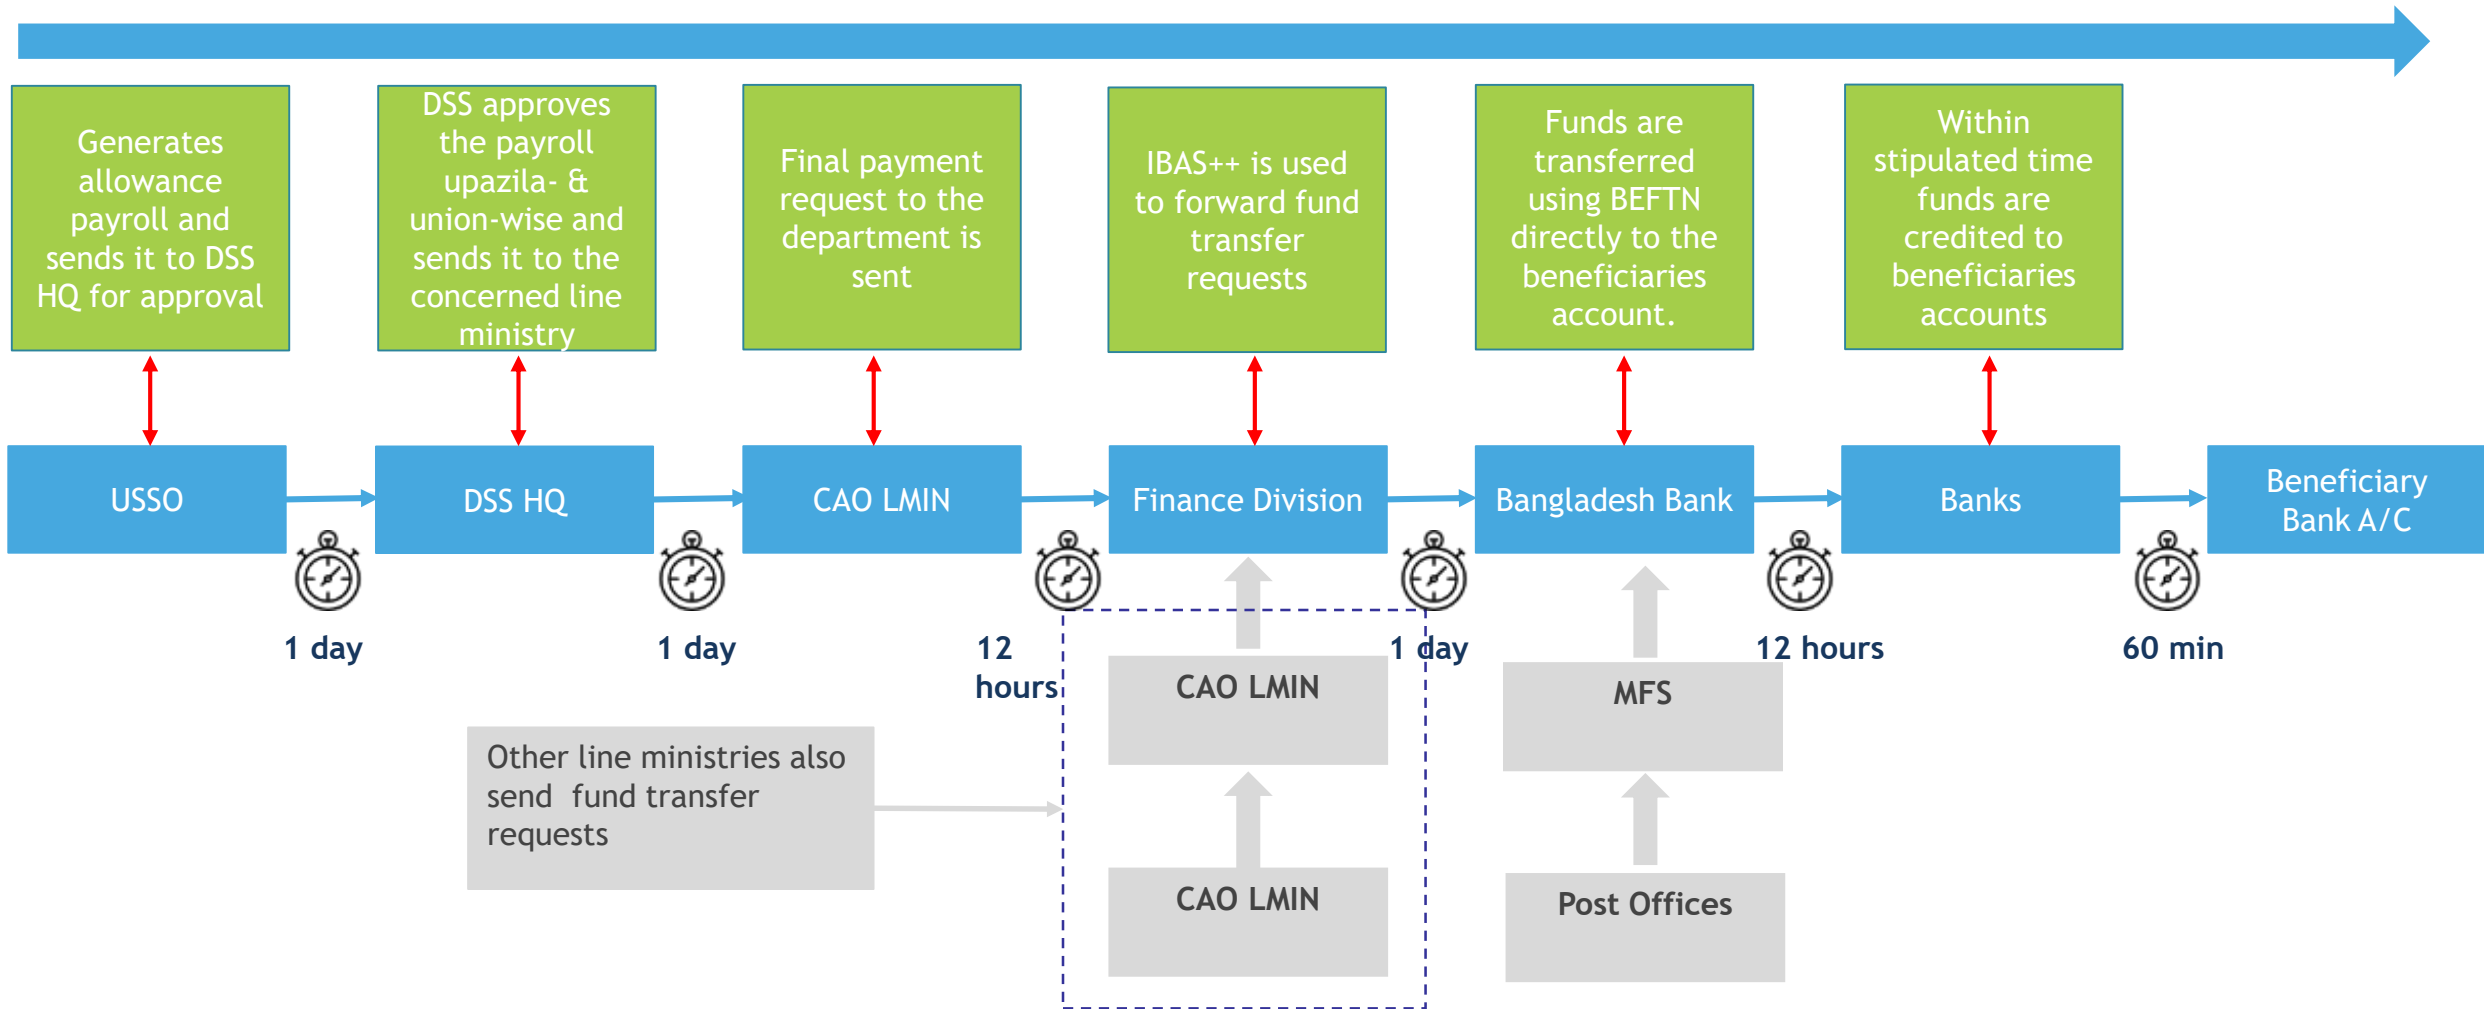 Generates
allowance
payroll and
sends it to DSS
HQ for approval
DSS approves
the payroll
upazila- &
union-wise and
sends it to the
concerned line
ministry
Final payment
request to the
department is
sent
IBAS++ is used
to forward fund
transfer
requests
Funds are
transferred
using BEFTN
directly to the
beneficiaries
account.
Within
stipulated time
funds are
credited to
beneficiaries
accounts
USSO
DSS HQ
CAO LMIN
Finance Division
Bangladesh Bank
Banks
Beneficiary
Bank A/C
1 day
1 day
12
hours
1 day
12 hours
60 min
Other line ministries also
send  fund transfer
requests
CAO LMIN
CAO LMIN
MFS
Post Offices